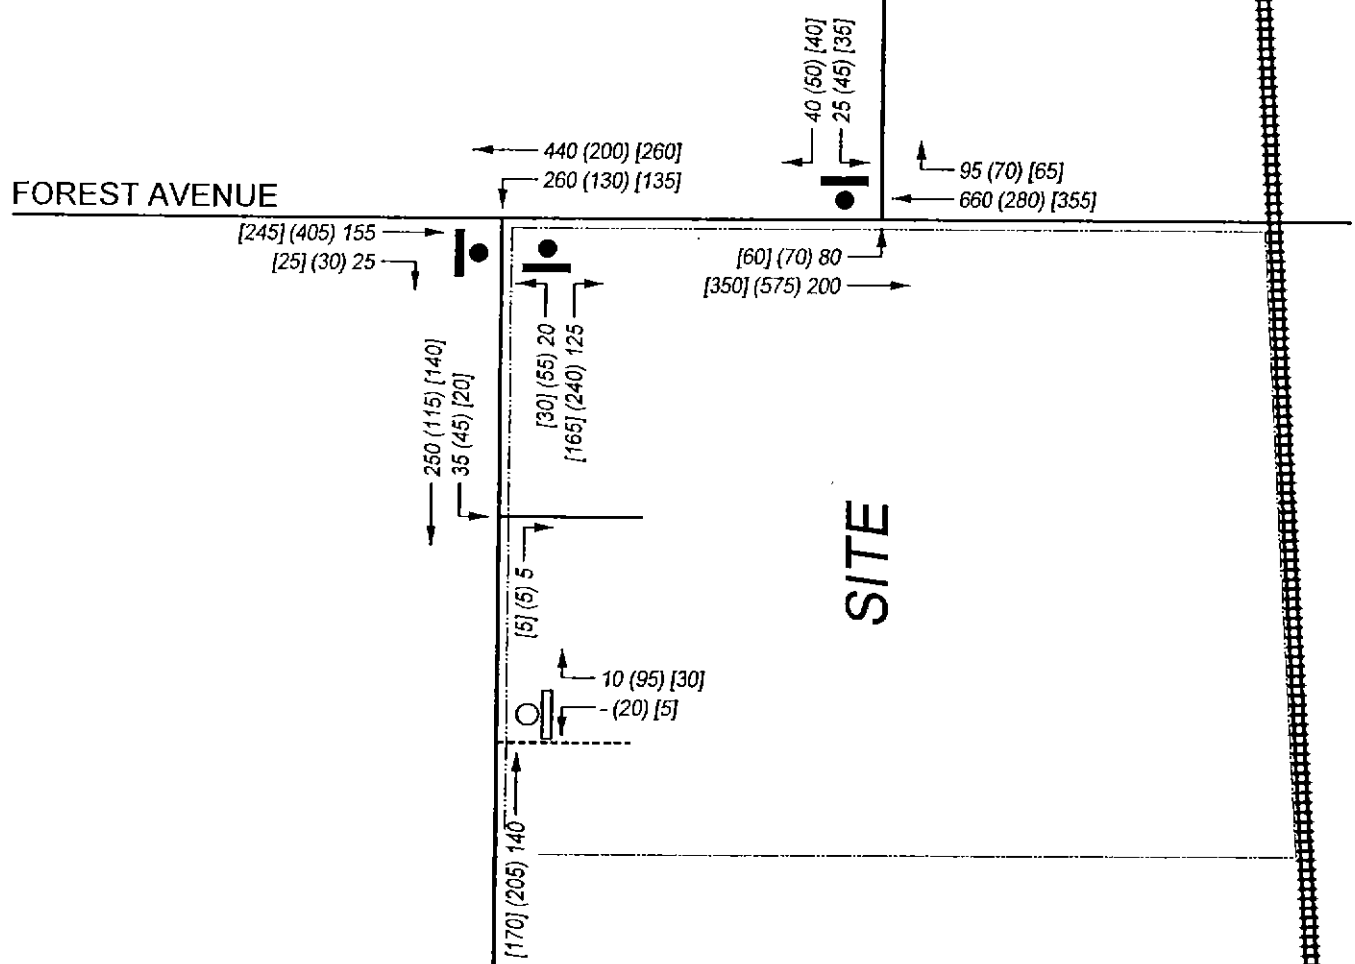 40 (50) [40]
25 (45) [35]
440 (200) [260]
260 (130) [135]
95 (70) [65]
660 (280) [355]
FOREST AVENUE
[245] (405) 155
[25] (30) 25
[60] (70) 80
[350] (575) 200
250 (115) [140]
35 (45) [20]
[30] (55) 20
[165] (240) 125
SITE
[5] (5) 5
10 (95) [30]
- (20) [5]
[170] (205) 140